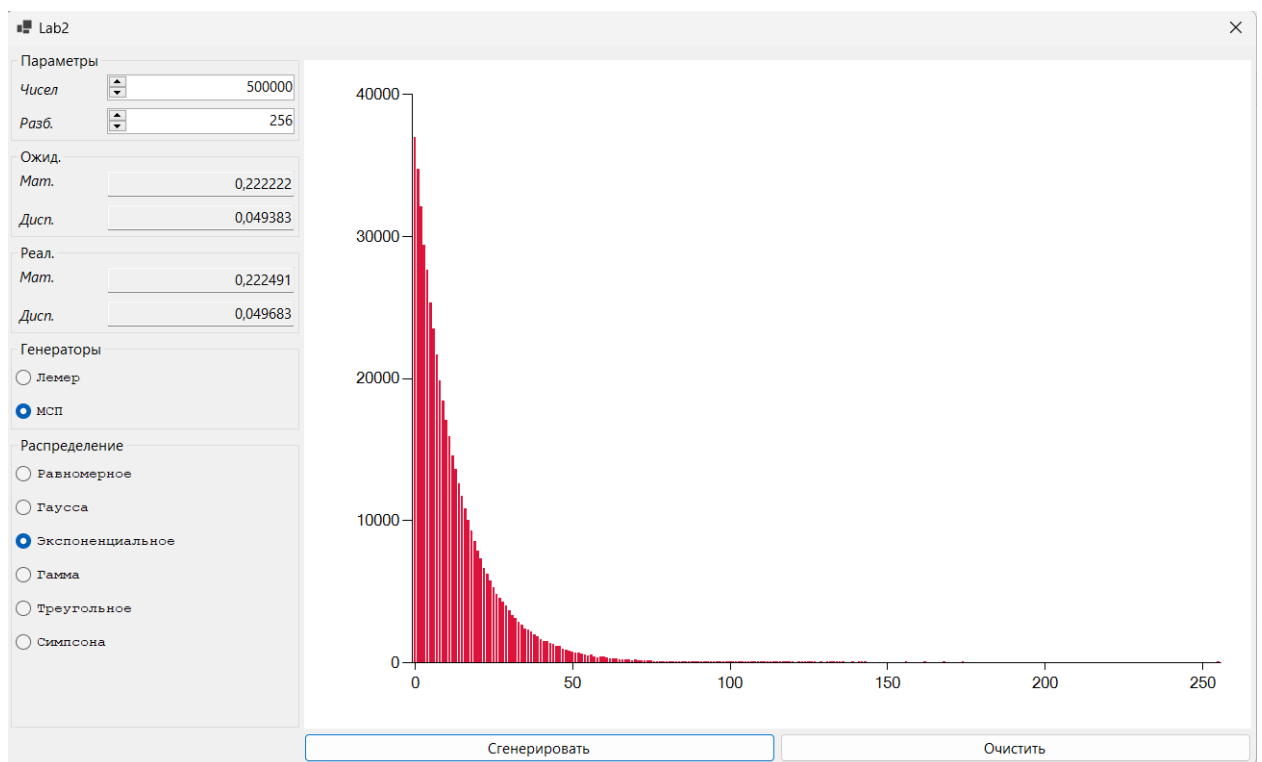 Lab2
Параметры
Чисел 500000
Разб. 256
Ожид.
Мат. 0,222222
Дисп. 0,049383
Реал.
Мат. 0,222491
Дисп. 0,049683
Генераторы
Лемер
МСП
Распределение
Равномерное
Гаусса
Экспоненциальное
Гамма
Треугольное
Симпсона
40000
30000
20000
10000
0
0 50 100 150 200 250
Сгенерировать Очистить